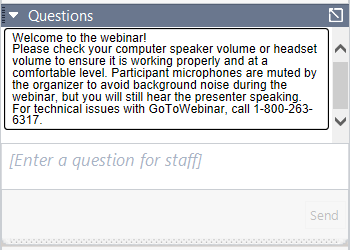 Questions
Welcome to the webinar!
Please check your computer speaker volume or headset
volume to ensure it is working properly and at a
comfortable level. Participant microphones are muted by
the organizer to avoid background noise during the
webinar, but you will still hear the presenter speaking.
For technical issues with GoToWebinar, call 1-800-263-
6317.
[Enter a question for staff]
Send